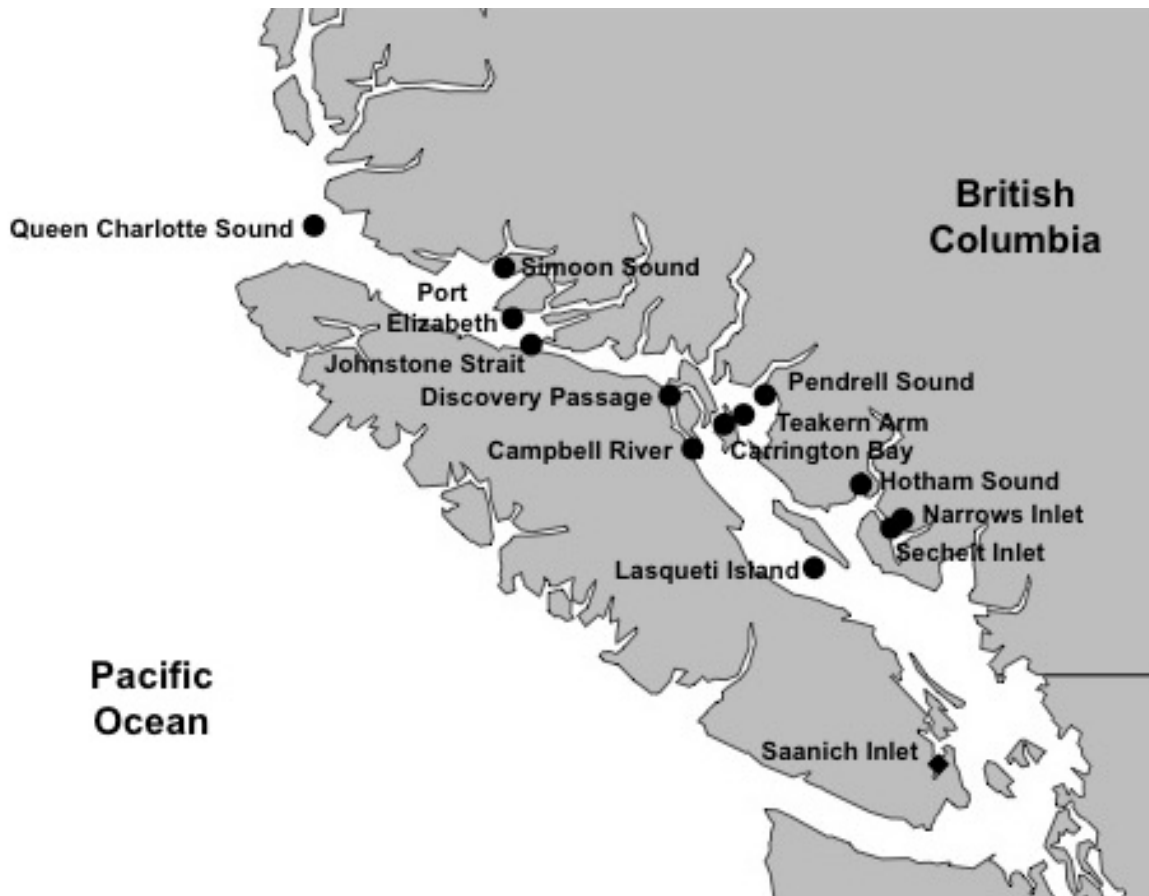 British
Columbia
Queen Charlotte Sound
Simoon Sound
Port
Elizabeth
Johnstone Strait
Pendrell Sound
Discovery Passage
Teakern Arm
Campbell River
Carrington Bay
Hotham Sound
Narrows Inlet
Sechelt Inlet
Lasqueti Island
Pacific
Ocean
Saanich Inlet